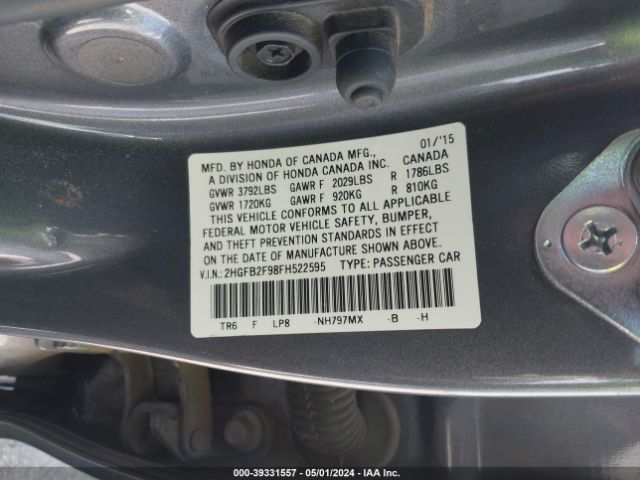 01/'15
MFD. BY HONDA OF CANADA MFG., CANADA
A DIVISION OF HONDA CANADA INC.
GVWR 3792LBS GAWR F 2029LBS R 1786LBS
GVWR 1720KG GAWR F 920KG R 810KG
THIS VEHICLE CONFORMS TO ALL APPLICABLE
FEDERAL MOTOR VEHICLE SAFETY, BUMPER,
AND THEFT PREVENTION STANDARDS IN EFFECT
ON THE DATE OF MANUFACTURE SHOWN ABOVE.
V.I.N.: 2HGFB2F98FH522595 TYPE: PASSENGER CAR
TR6 F LP8 -NH797MX -B -H
000-39331557 - 05/01/2024 - IAA Inc.